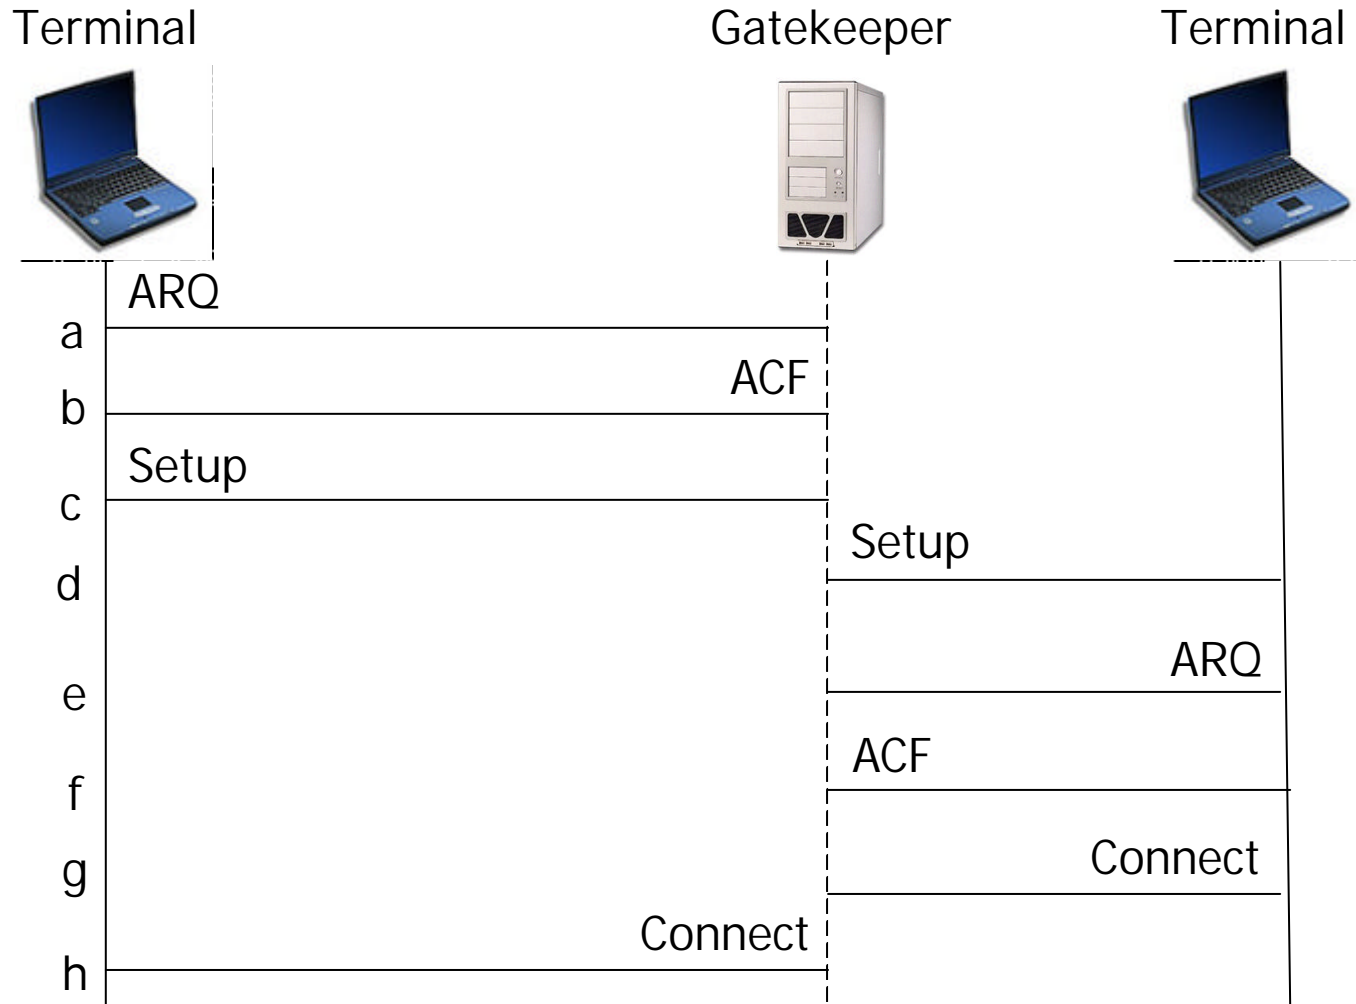 Terminal
Gatekeeper
Terminal
ARQ
a
ACF
b
Setup
c
Setup
d
ARQ
e
ACF
f
Connect
g
Connect
h